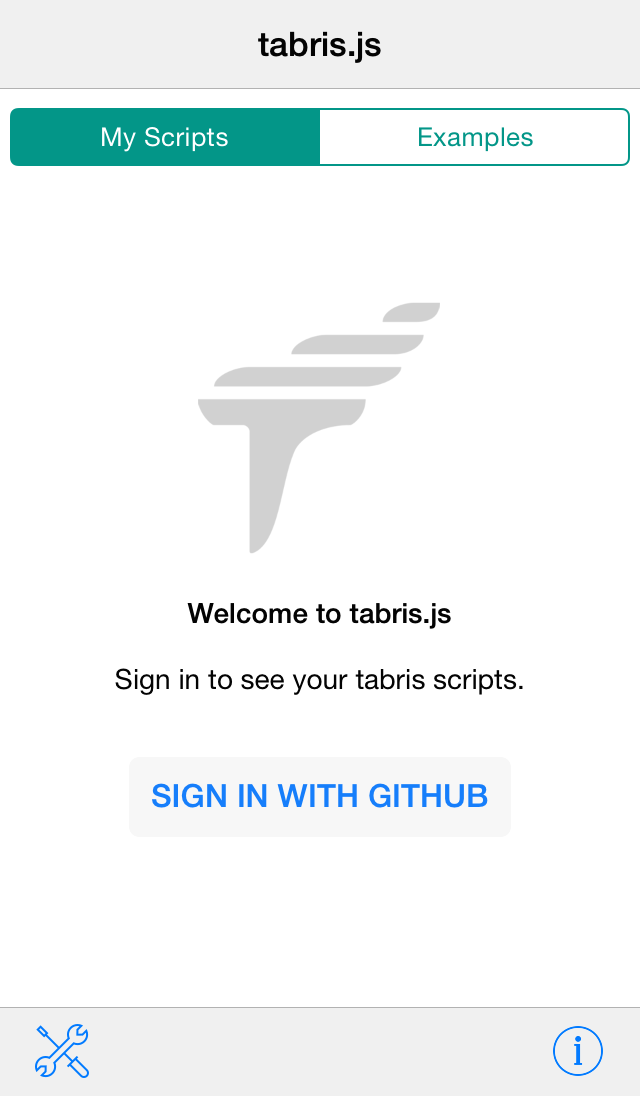 tabris.js
My Scripts
Examples
Welcome to tabris.js
Sign in to see your tabris scripts.
SIGN IN WITH GITHUB
i